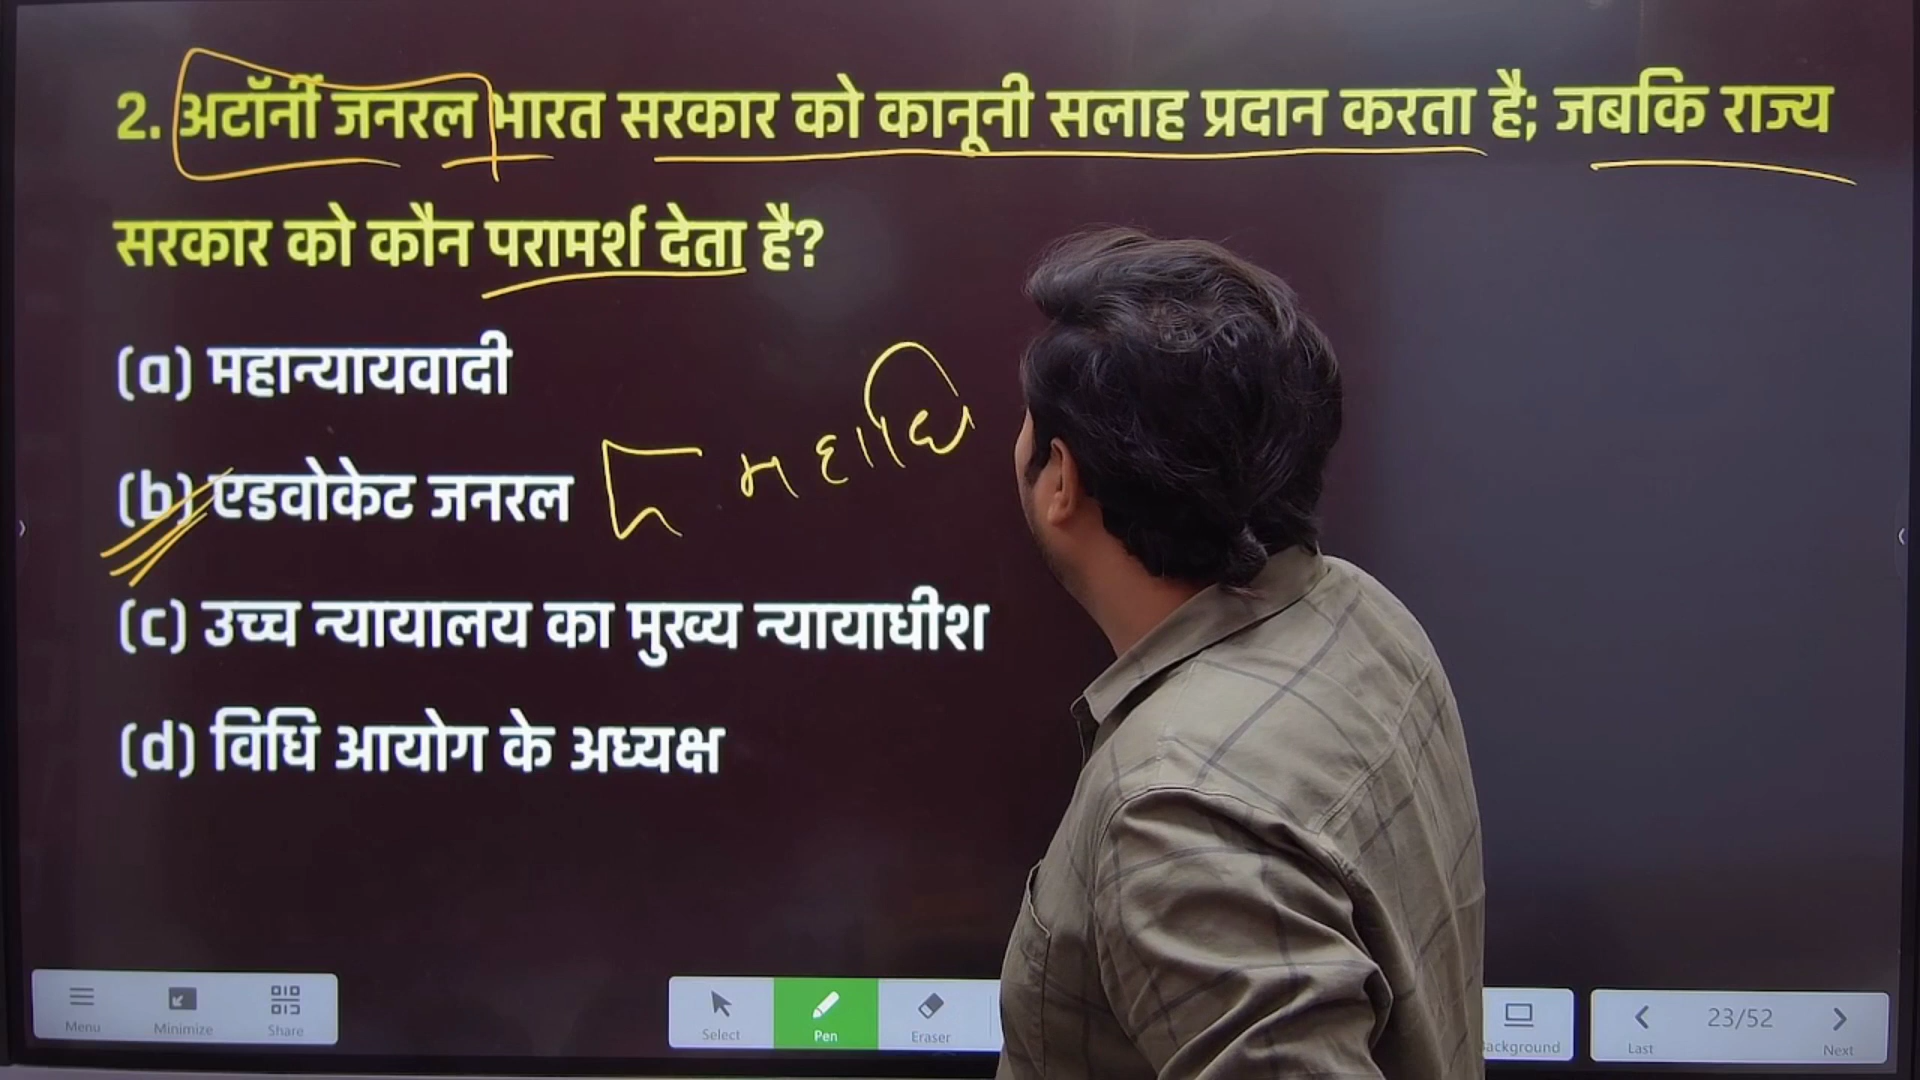 2. अटॉर्नी जनरल भारत सरकार को कानूनी सलाह प्रदान करता है; जबकि राज्य
सरकार को कौन परामर्श देता है?
(a) महान्यायवादी
(b) एडवोकेट जनरल
महाधि
(c) उच्च न्यायालय का मुख्य न्यायाधीश
(d) विधि आयोग के अध्यक्ष
Menu Minimize Share Select Pen Eraser Background Last 23/52 Next